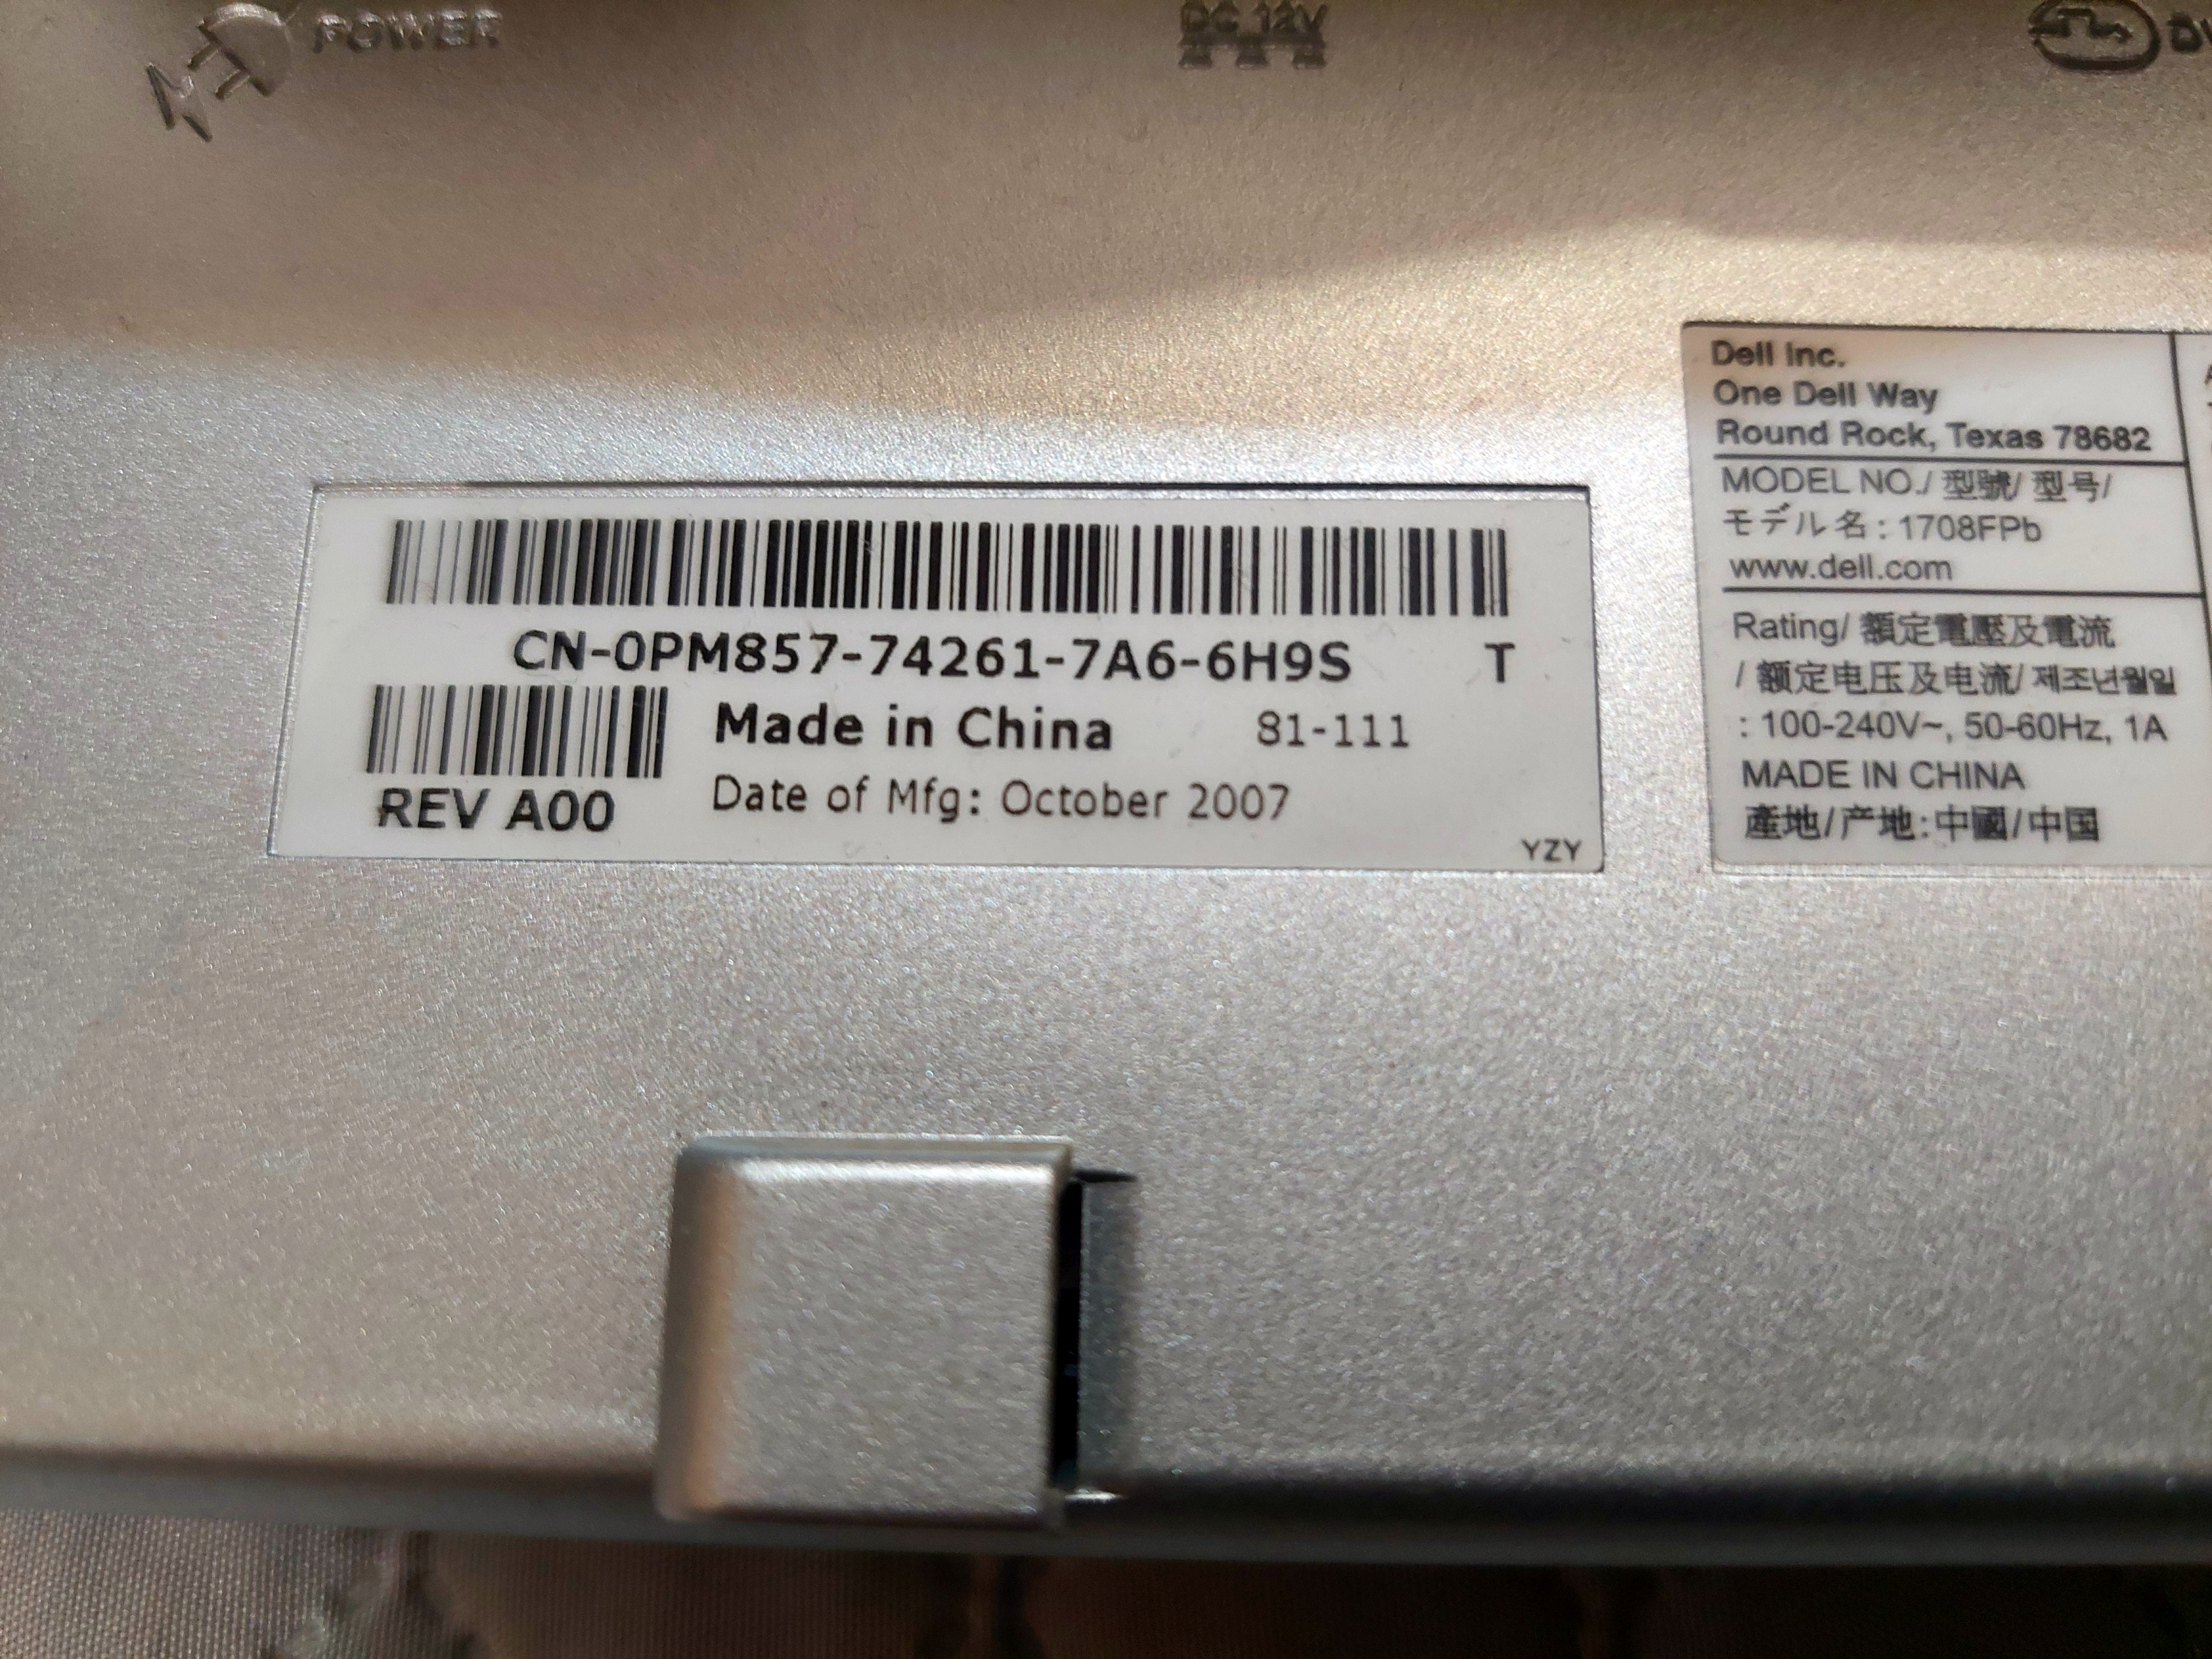 POWER
DC 12V
DV
CN-0PM857-74261-7A6-6H9S T
Made in China 81-111
REV A00
Date of Mfg: October 2007
YZY
Dell Inc.
One Dell Way
Round Rock, Texas 78682
MODEL NO./ 型號/ 型号/
モデル 名 : 1708FPb
www.dell.com
Rating/ 額定電壓及電流
/ 额定电压及电流/ 제조년월일
: 100-240V~, 50-60Hz, 1A
MADE IN CHINA
產地/产地:中國/中国